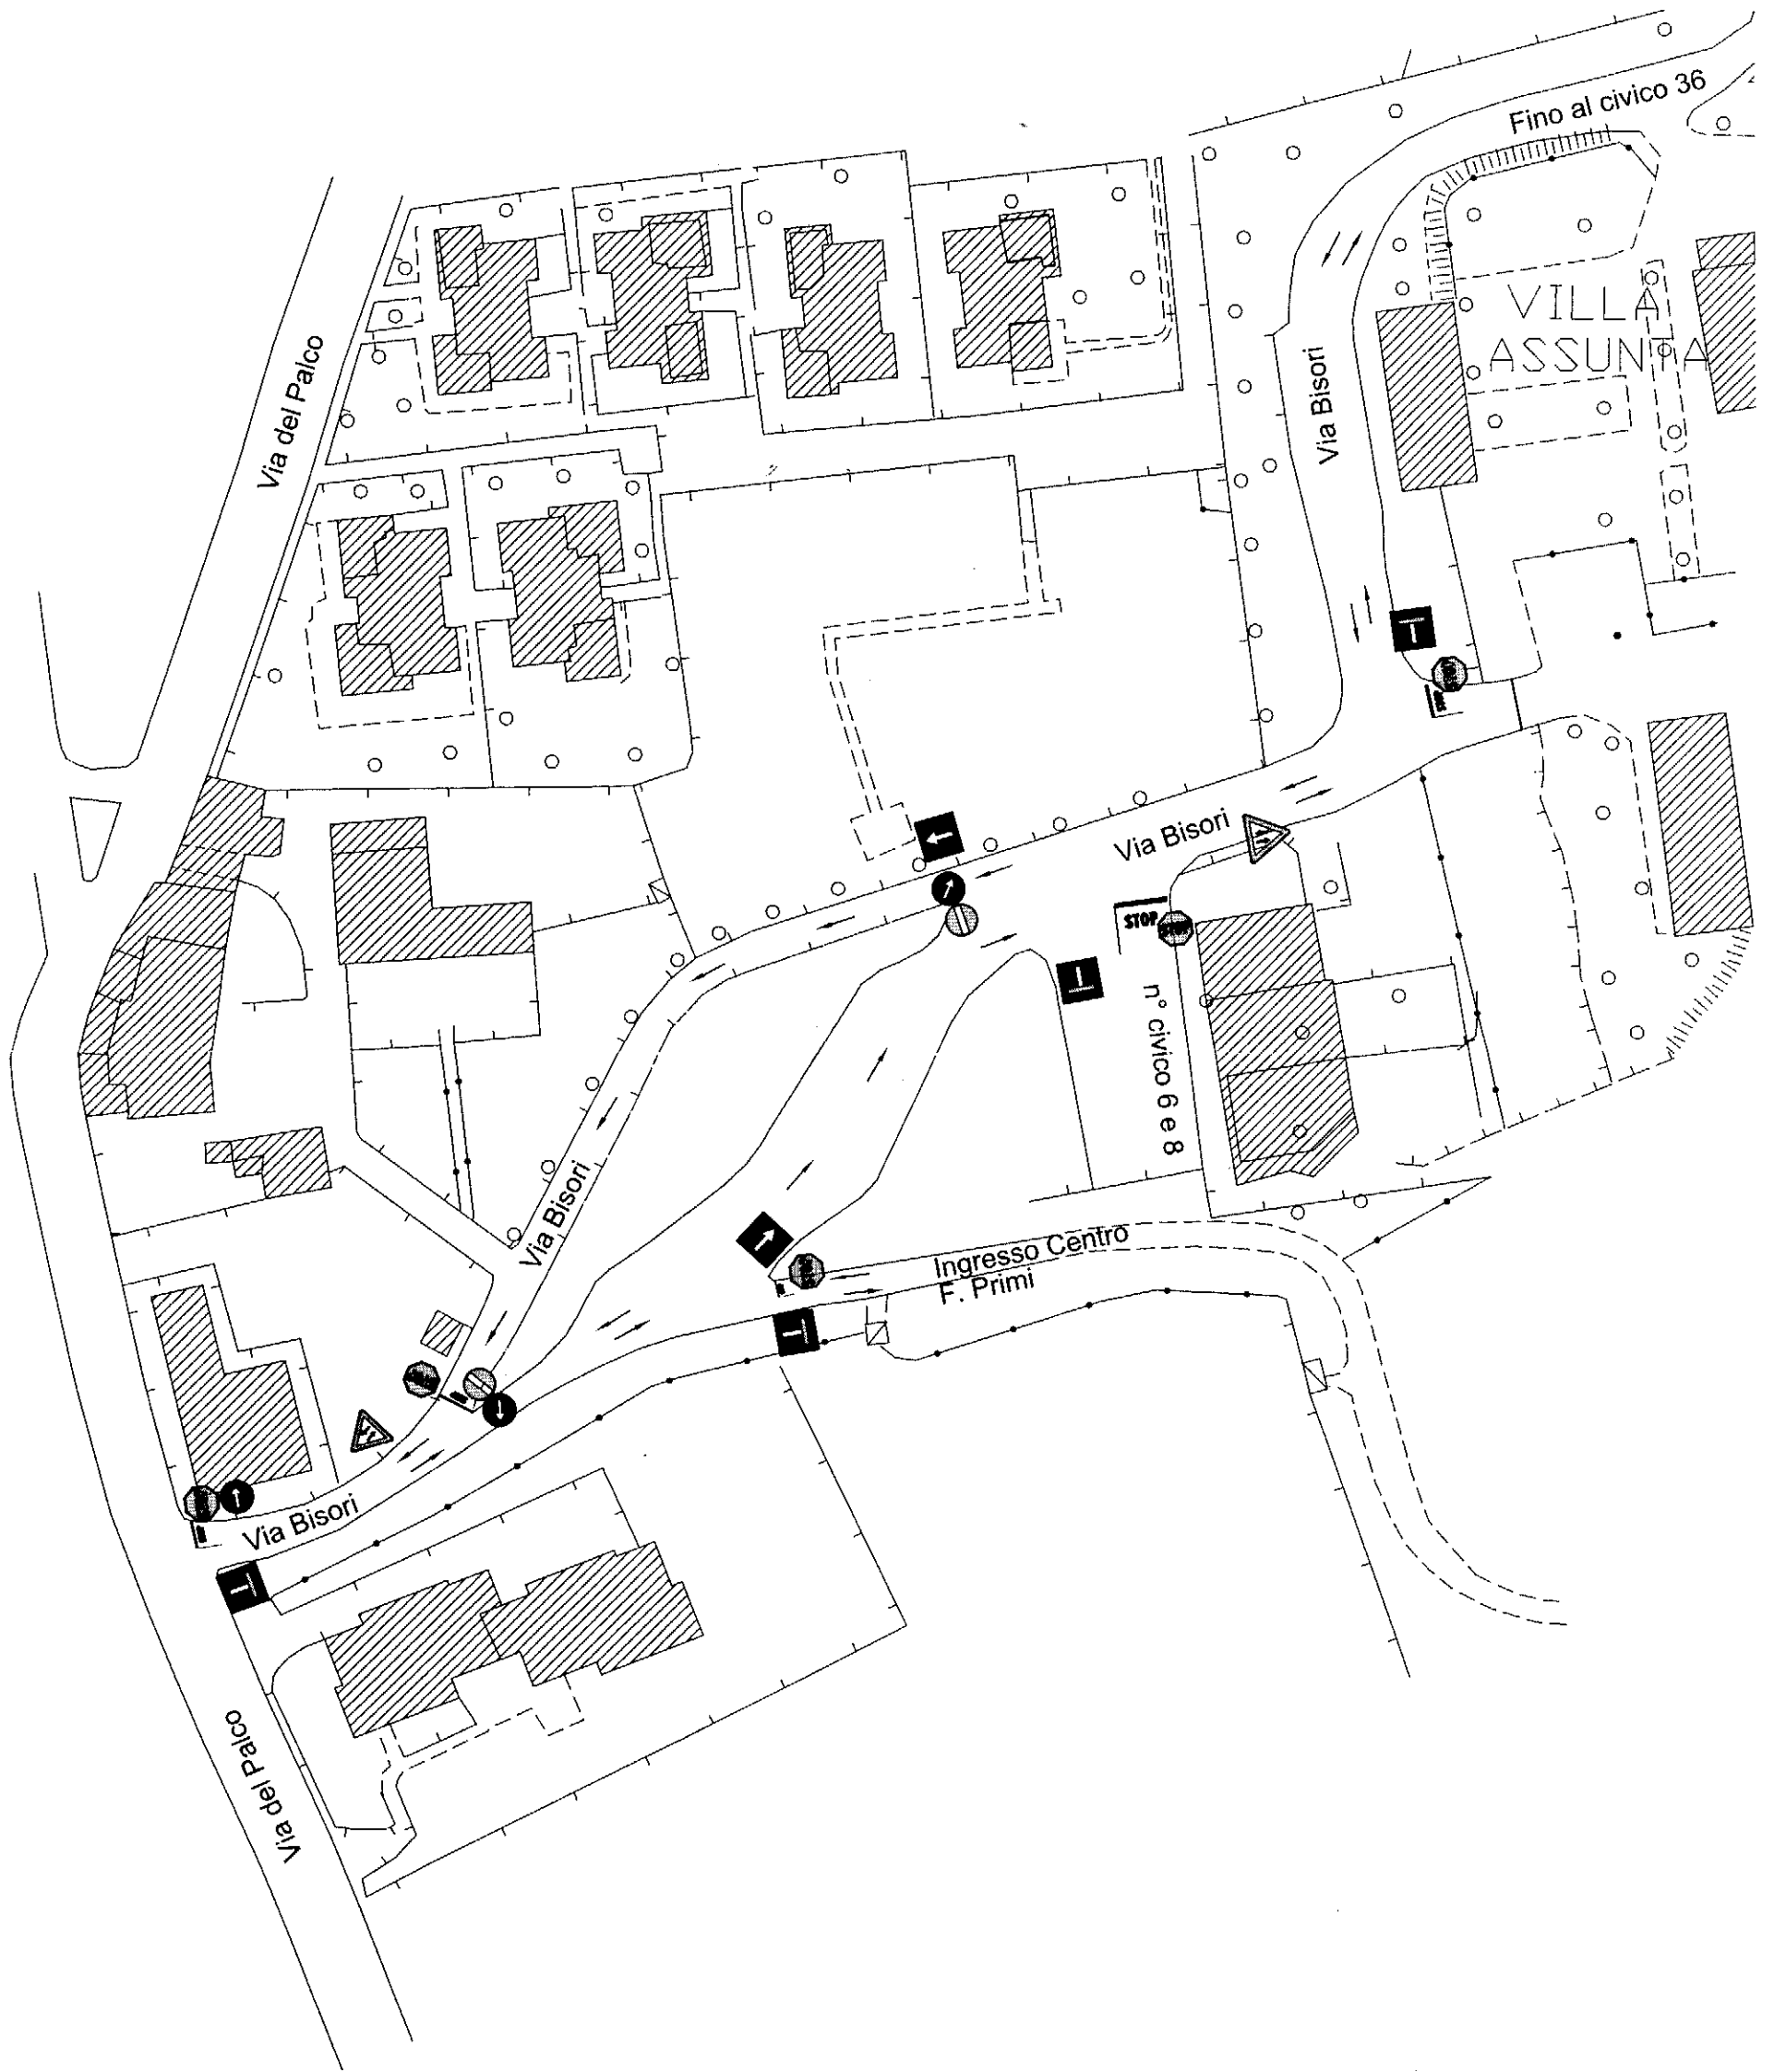 Fino al civico 36
Via del Palco
VILLA
ASSUNTA
Via Bisori
Via Bisori
STOP
STOP
n° civico 6 e 8
Via Bisori
Ingresso Centro
F. Primi
Via Bisori
Via del Palco